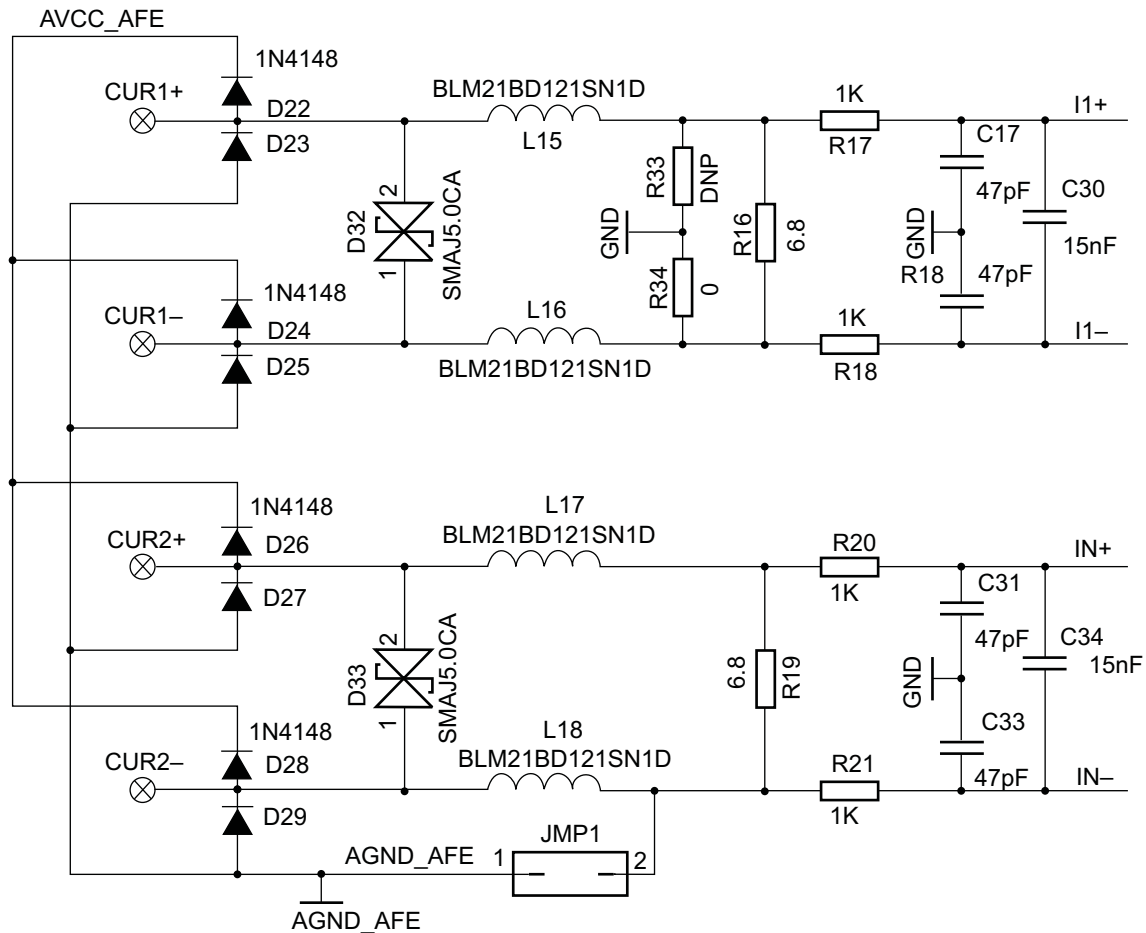 AVCC_AFE
1N4148
CUR1+
D22
D23
BLM21BD121SN1D
L15
1K
R17
C17
I1+
2
D32
1
SMAJ5.0CA
R33
DNP
GND
R34
0
R16
6.8
47pF
C30
GND
15nF
R18
47pF
1N4148
CUR1–
D24
D25
L16
BLM21BD121SN1D
1K
R18
I1–
1N4148
CUR2+
D26
D27
L17
BLM21BD121SN1D
R20
1K
IN+
C31
47pF
C34
15nF
2
D33
1
SMAJ5.0CA
6.8
R19
GND
C33
47pF
1N4148
CUR2–
D28
D29
L18
BLM21BD121SN1D
R21
1K
IN–
JMP1
AGND_AFE
1
2
AGND_AFE